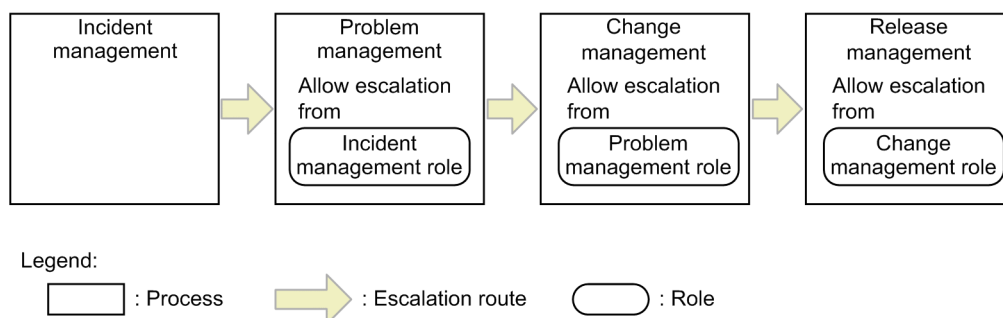 Incident
management
Problem
management
Allow escalation
from
Incident
management role
Change
management
Allow escalation
from
Problem
management role
Release
management
Allow escalation
from
Change
management role
Legend:
: Process
: Escalation route
: Role